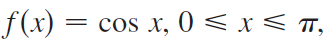 f(x) = cos x, 0 ⩽ x ⩽ π,